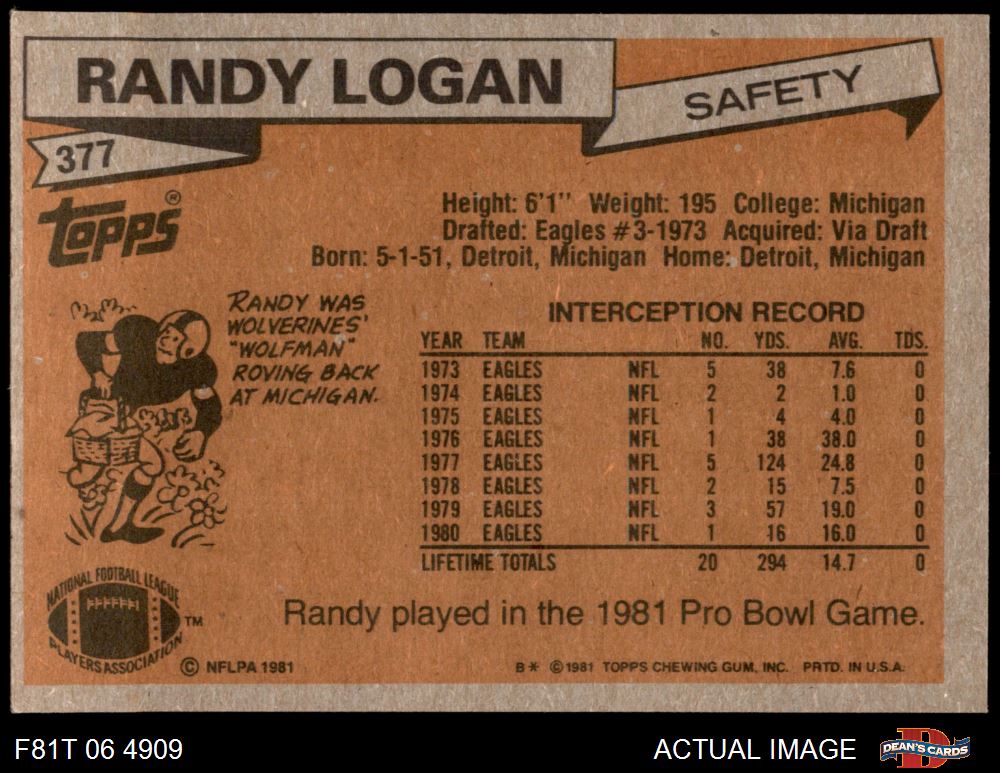 RANDY LOGAN
SAFETY
377
Topps®
Height: 6'1'' Weight: 195 College: Michigan
Drafted: Eagles #3-1973 Acquired: Via Draft
Born: 5-1-51, Detroit, Michigan Home: Detroit, Michigan
RANDY WAS
WOLVERINES'
"WOLFMAN"
ROVING BACK
AT MICHIGAN.
INTERCEPTION RECORD
YEAR TEAM NO. YDS. AVG. TDS.
1973 EAGLES NFL 5 38 7.6 0
1974 EAGLES NFL 2 2 1.0 0
1975 EAGLES NFL 1 4 4.0 0
1976 EAGLES NFL 1 38 38.0 0
1977 EAGLES NFL 5 124 24.8 0
1978 EAGLES NFL 2 15 7.5 0
1979 EAGLES NFL 3 57 19.0 0
1980 EAGLES NFL 1 16 16.0 0
LIFETIME TOTALS 20 294 14.7 0
Randy played in the 1981 Pro Bowl Game.
NATIONAL FOOTBALL LEAGUE
PLAYERS ASSOCIATION
TM
© NFLPA 1981
B* ©1981 TOPPS CHEWING GUM, INC. PRTD. IN U.S.A.
F81T 06 4909
ACTUAL IMAGE
DEAN'S CARDS